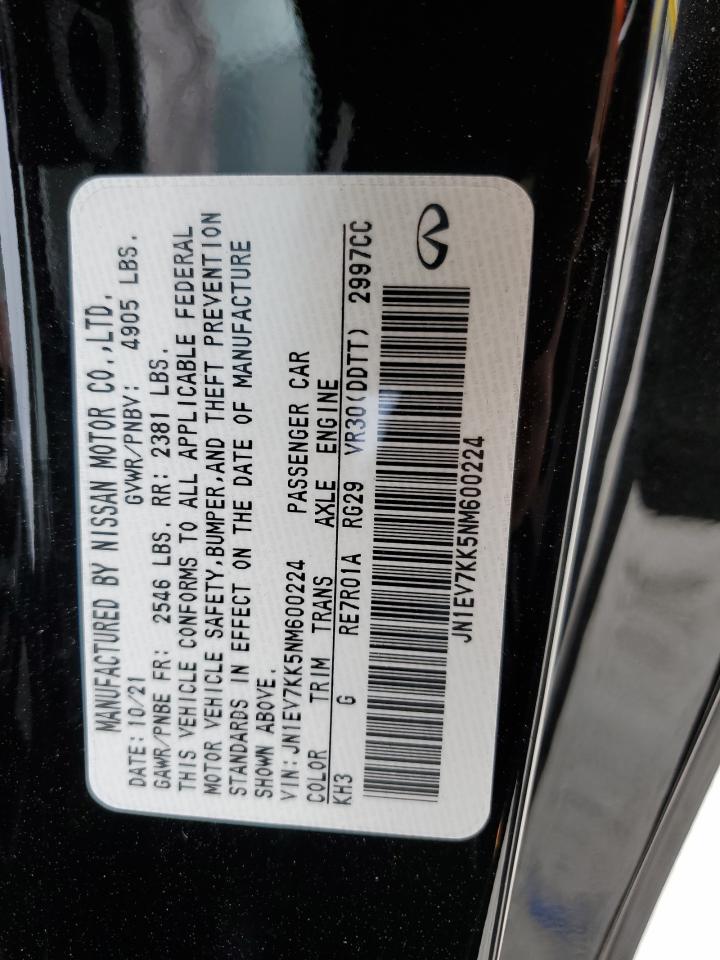 MANUFACTURED BY NISSAN MOTOR CO.,LTD.
DATE: 10/21 GVWR/PNBV: 4905 LBS.
GAWR/PNBE FR: 2546 LBS. RR: 2381 LBS.
THIS VEHICLE CONFORMS TO ALL APPLICABLE FEDERAL
MOTOR VEHICLE SAFETY,BUMPER,AND THEFT PREVENTION
STANDARDS IN EFFECT ON THE DATE OF MANUFACTURE
SHOWN ABOVE.
VIN:JN1EV7KK5NM600224 PASSENGER CAR
COLOR TRIM TRANS AXLE ENGINE
KH3 G RE7R01A RG29 VR30(DDTT) 2997CC
JN1EV7KK5NM600224